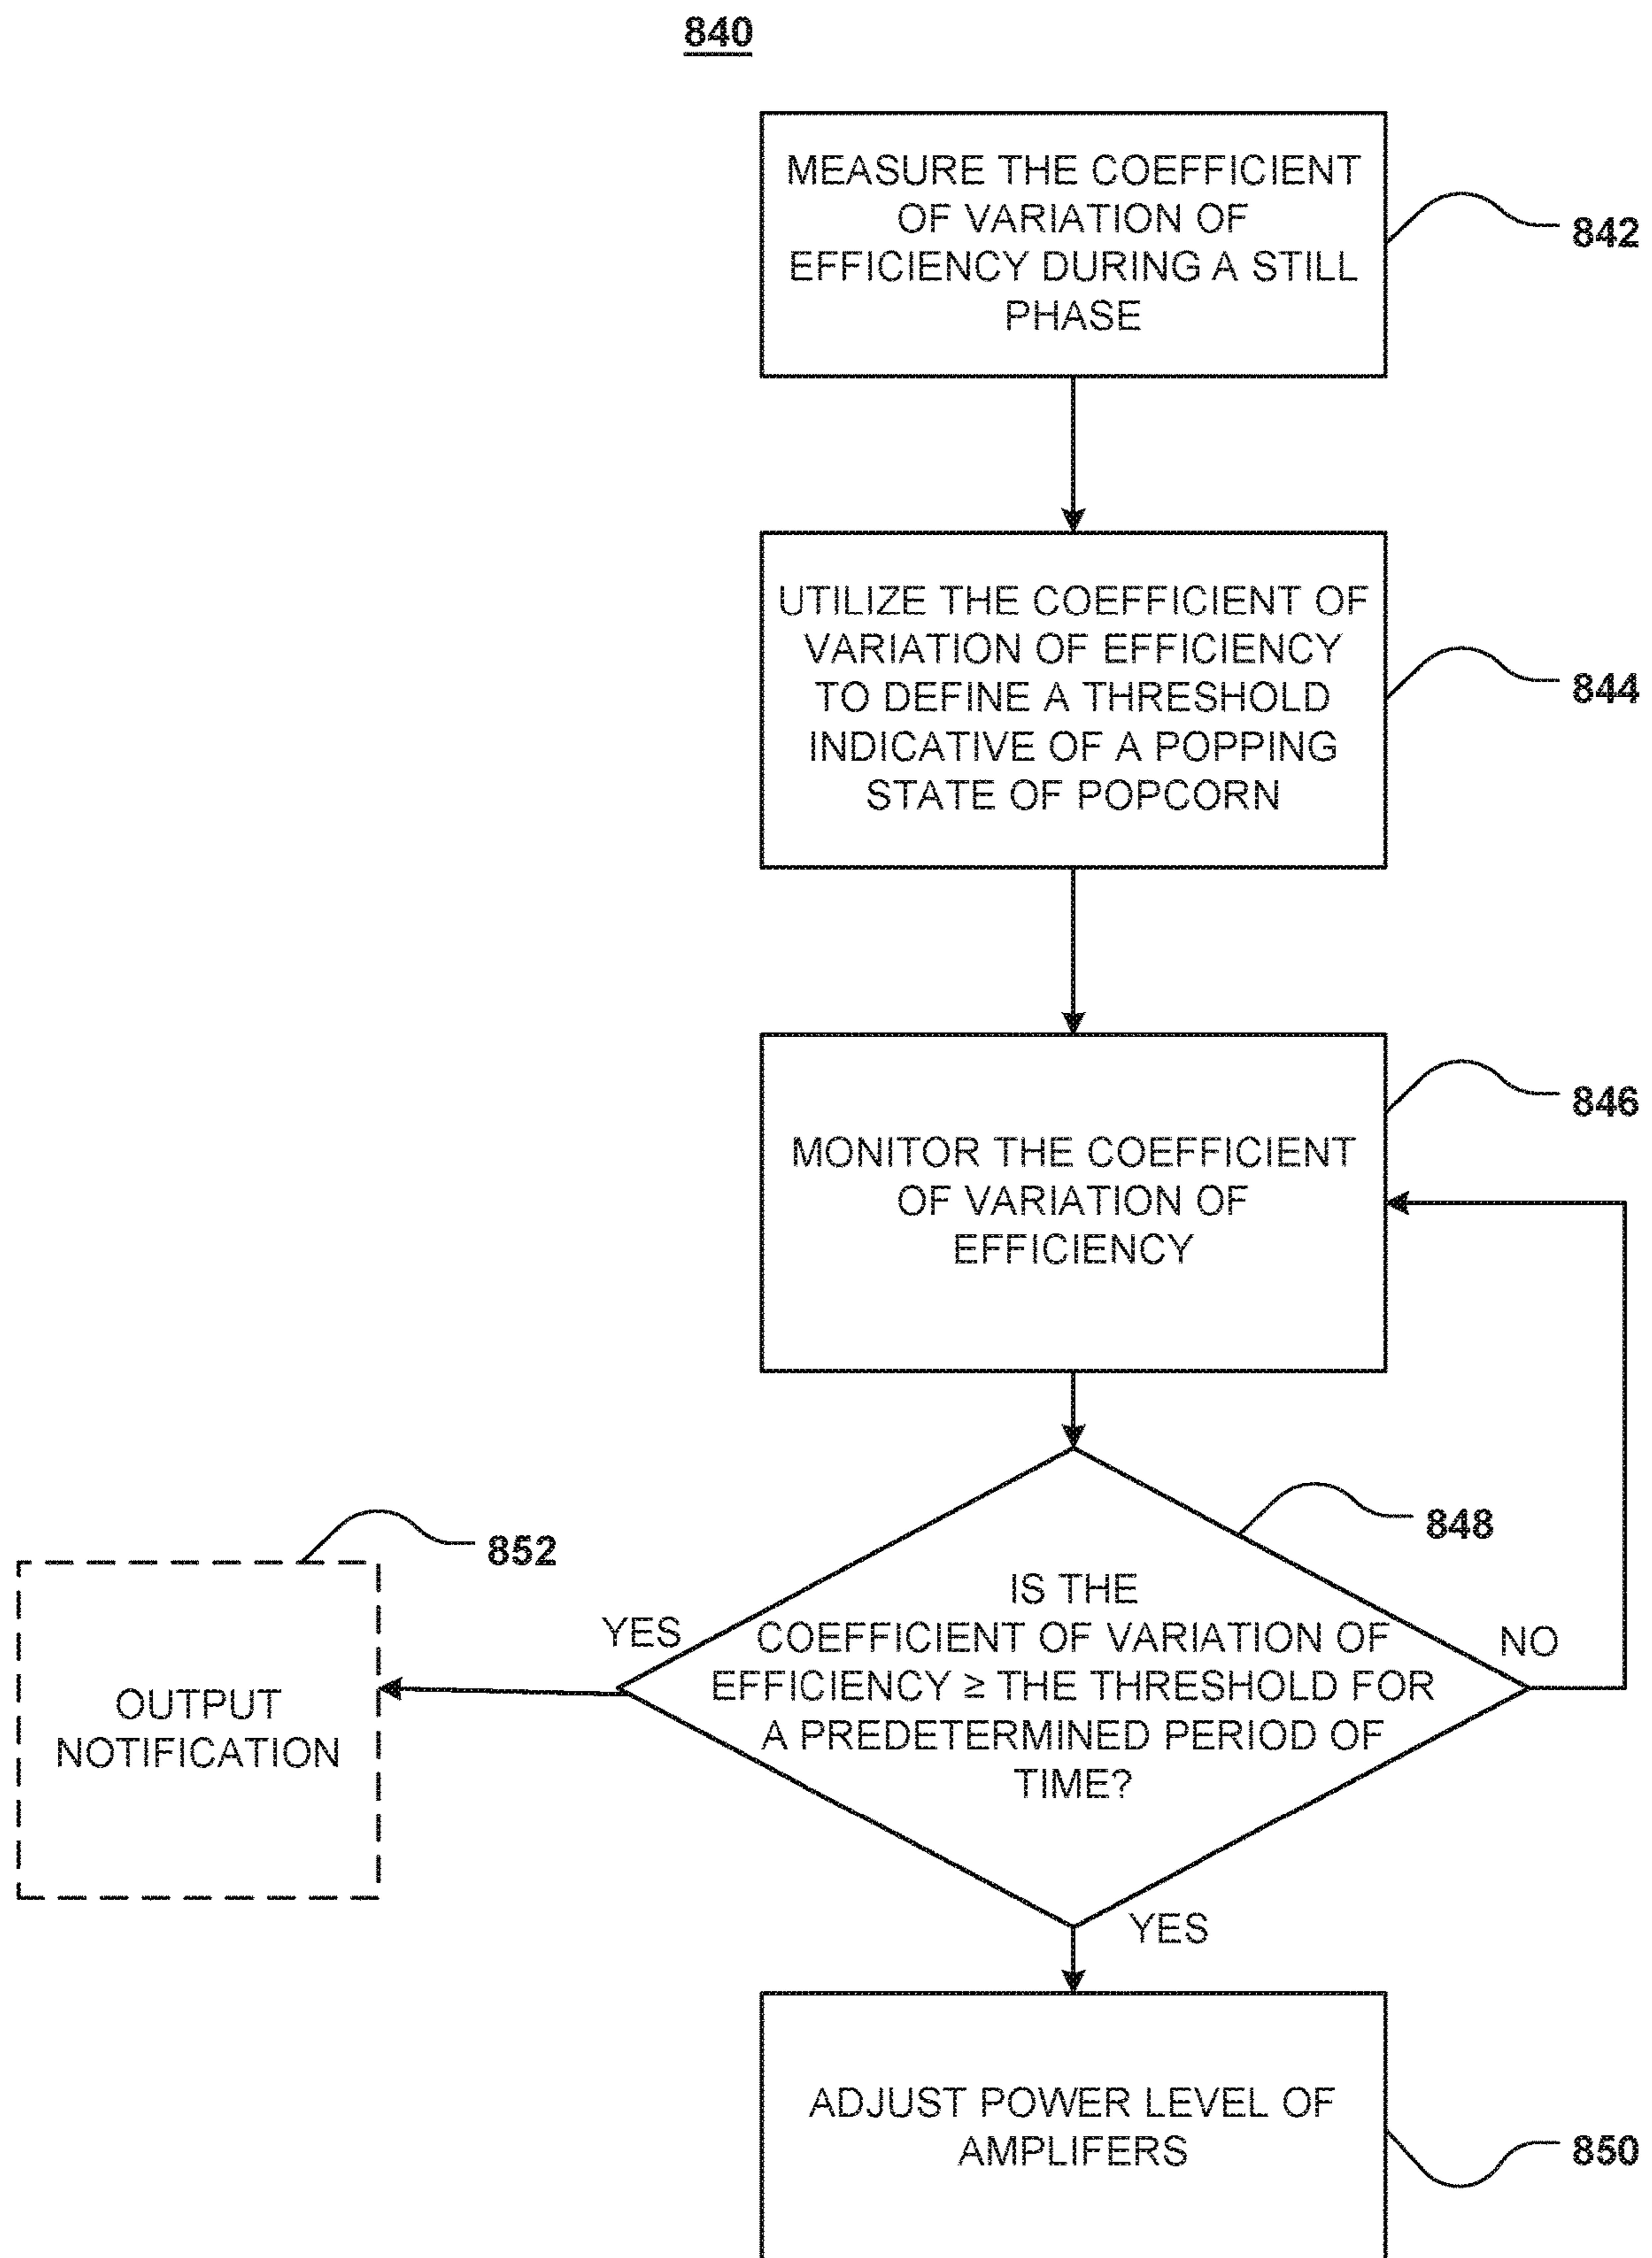 840
MEASURE THE COEFFICIENT
OF VARIATION OF
EFFICIENCY DURING A STILL
PHASE
842
UTILIZE THE COEFFICIENT OF
VARIATION OF EFFICIENCY
TO DEFINE A THRESHOLD
INDICATIVE OF A POPPING
STATE OF POPCORN
844
MONITOR THE COEFFICIENT
OF VARIATION OF
EFFICIENCY
846
IS THE
COEFFICIENT OF VARIATION OF
EFFICIENCY ≥ THE THRESHOLD FOR
A PREDETERMINED PERIOD OF
TIME?
848
NO
YES
OUTPUT
NOTIFICATION
852
YES
ADJUST POWER LEVEL OF
AMPLIFERS
850